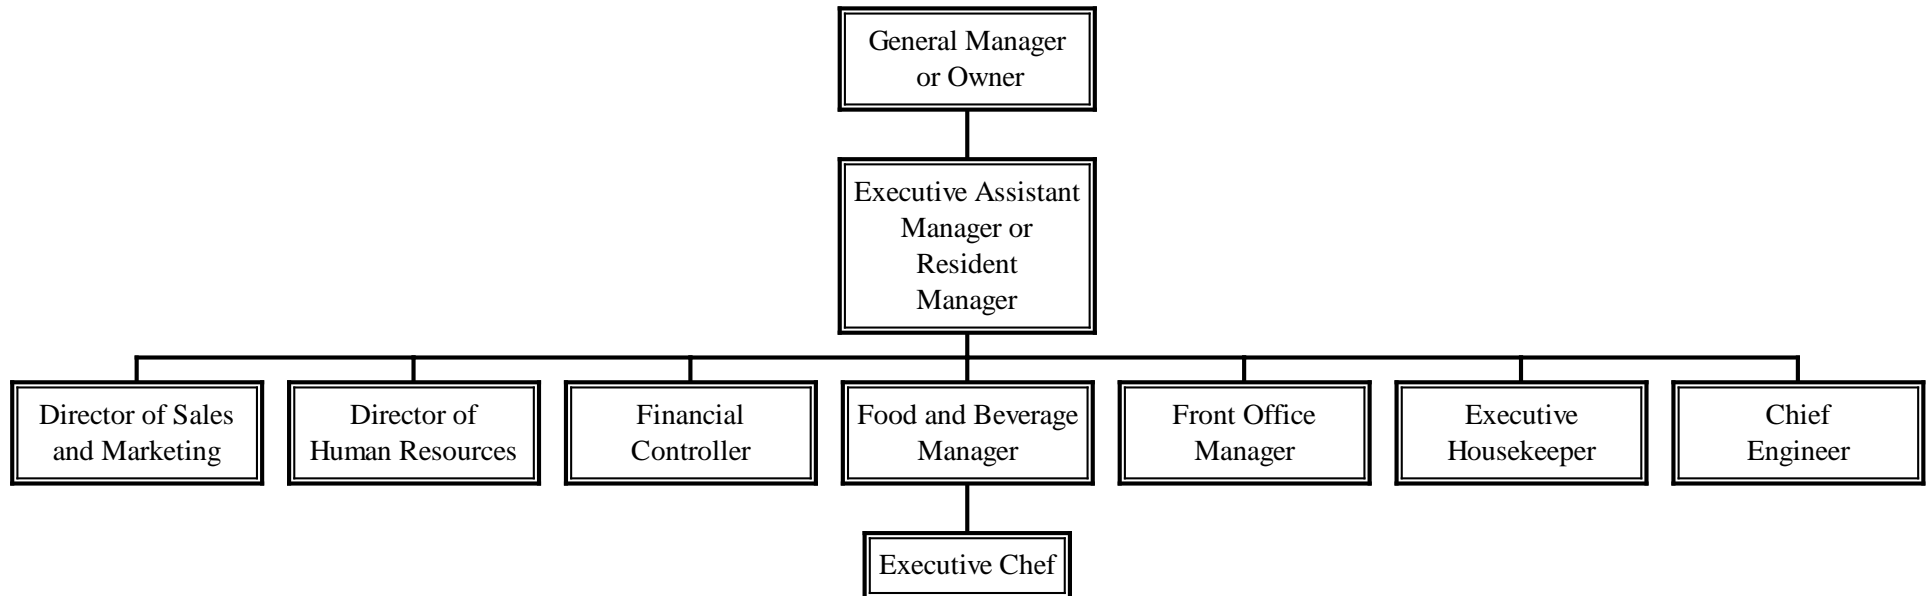 General Manager
or Owner
Executive Assistant
Manager or
Resident
Manager
Director of Sales
and Marketing
Director of
Human Resources
Financial
Controller
Food and Beverage
Manager
Front Office
Manager
Executive
Housekeeper
Chief
Engineer
Executive Chef